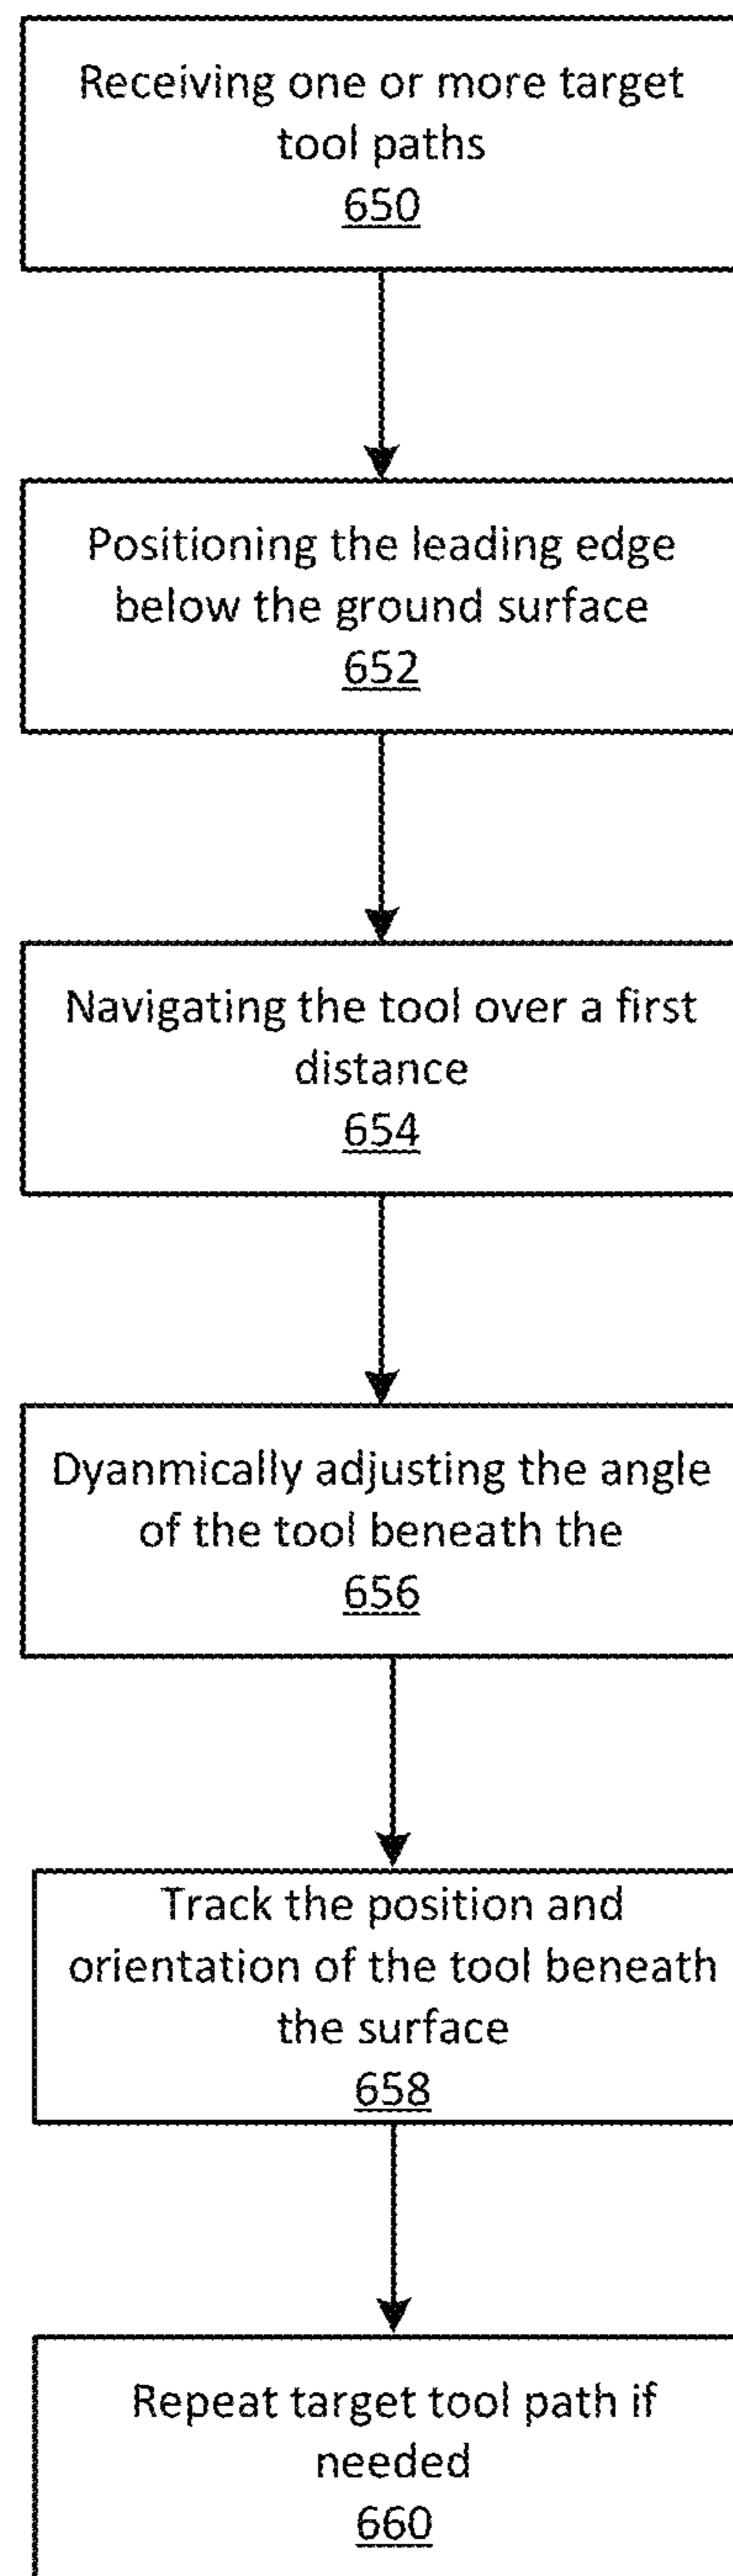 Receiving one or more target
tool paths
650
Positioning the leading edge
below the ground surface
652
Navigating the tool over a first
distance
654
Dyanmically adjusting the angle
of the tool beneath the
656
Track the position and
orientation of the tool beneath
the surface
658
Repeat target tool path if
needed
660